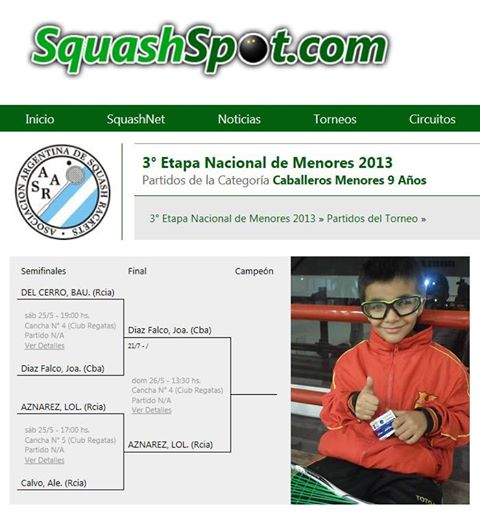 SquashSpot.com
Inicio SquashNet Noticias Torneos Circuitos
ASOCIACION ARGENTINA DE SQUASH RACKETS
A A
S R
3° Etapa Nacional de Menores 2013
Partidos de la Categoría Caballeros Menores 9 Años
3° Etapa Nacional de Menores 2013 » Partidos del Torneo »
Semifinales Final Campeón
DEL CERRO, BAU. (Rcia)
sáb 25/5 - 19:00 hs.
Cancha N° 4 (Club Regatas)
Partido N/A
Ver Detalles
Diaz Falco, Joa. (Cba)
Diaz Falco, Joa. (Cba)
21/7 - /
dom 26/5 - 13:30 hs.
Cancha N° 4 (Club Regatas)
Partido N/A
Ver Detalles
AZNAREZ, LOL. (Rcia)
AZNAREZ, LOL. (Rcia)
sáb 25/5 - 17:00 hs.
Cancha N° 5 (Club Regatas)
Partido N/A
Ver Detalles
Calvo, Ale. (Rcia)